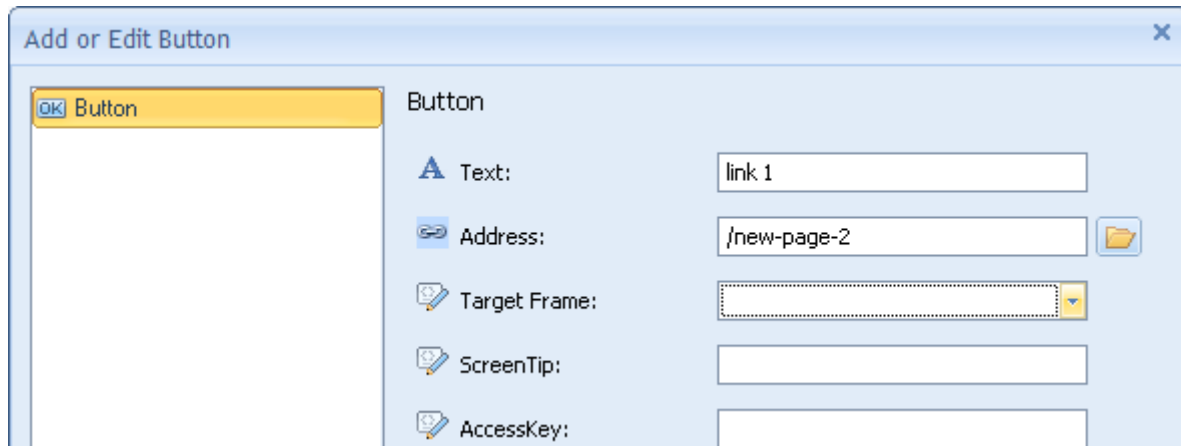 Add or Edit Button
OK Button
Button
A Text: link 1
Address: /new-page-2
Target Frame:
ScreenTip:
AccessKey: